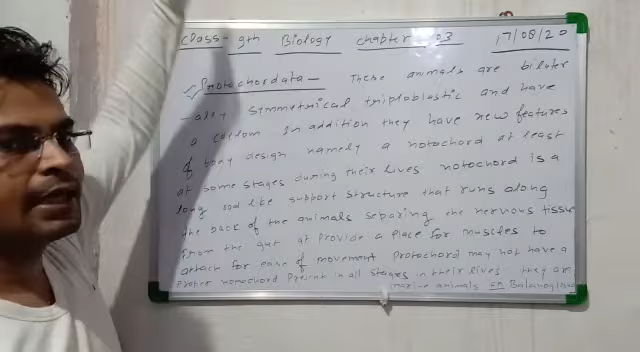 Class - 9th Biology chapter 03 17/08/20
Protochordata - These animals are bilater
- ally symmetrical triploblastic and have
a coelom In addition they have new features
of body design namely a notochord at least
at some stages during their lives notochord is a
long rod like support structure that runs along
the back of the animals separing the nervous tissue
from the gut it provide a place for muscles to
attach for ease of movement Protochord may not have a
proper notochord present in all stages in their lives they are
marine animals Ex Balanoglossus